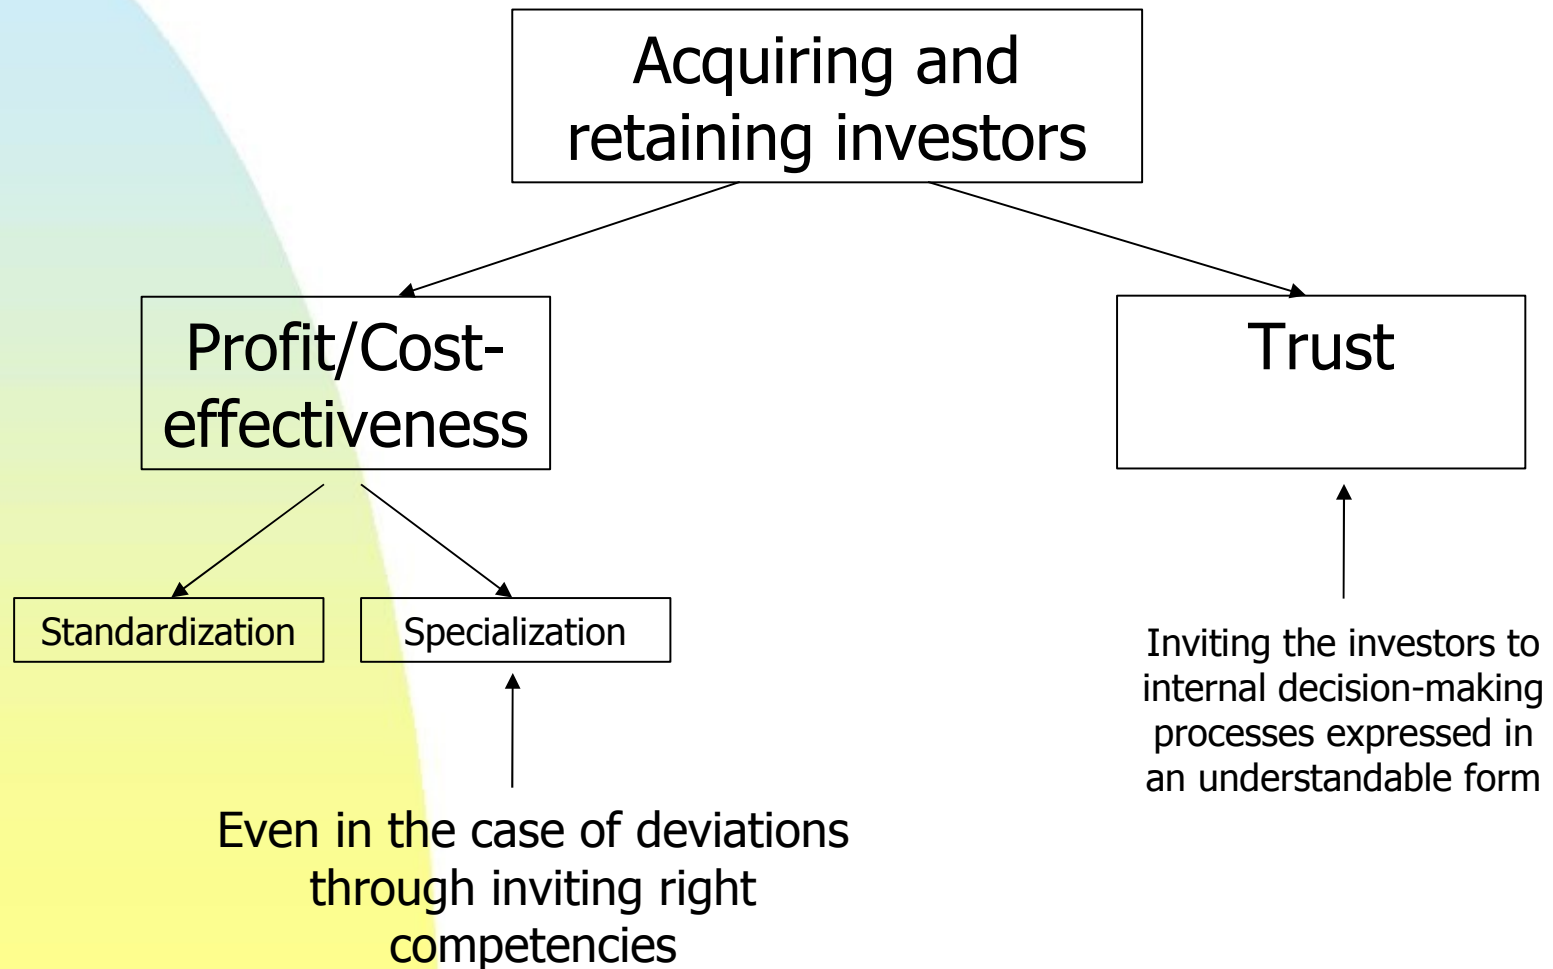 Acquiring and
retaining investors
Profit/Cost-
effectiveness
Trust
Standardization
Specialization
Inviting the investors to
internal decision-making
processes expressed in
an understandable form
Even in the case of deviations
through inviting right
competencies